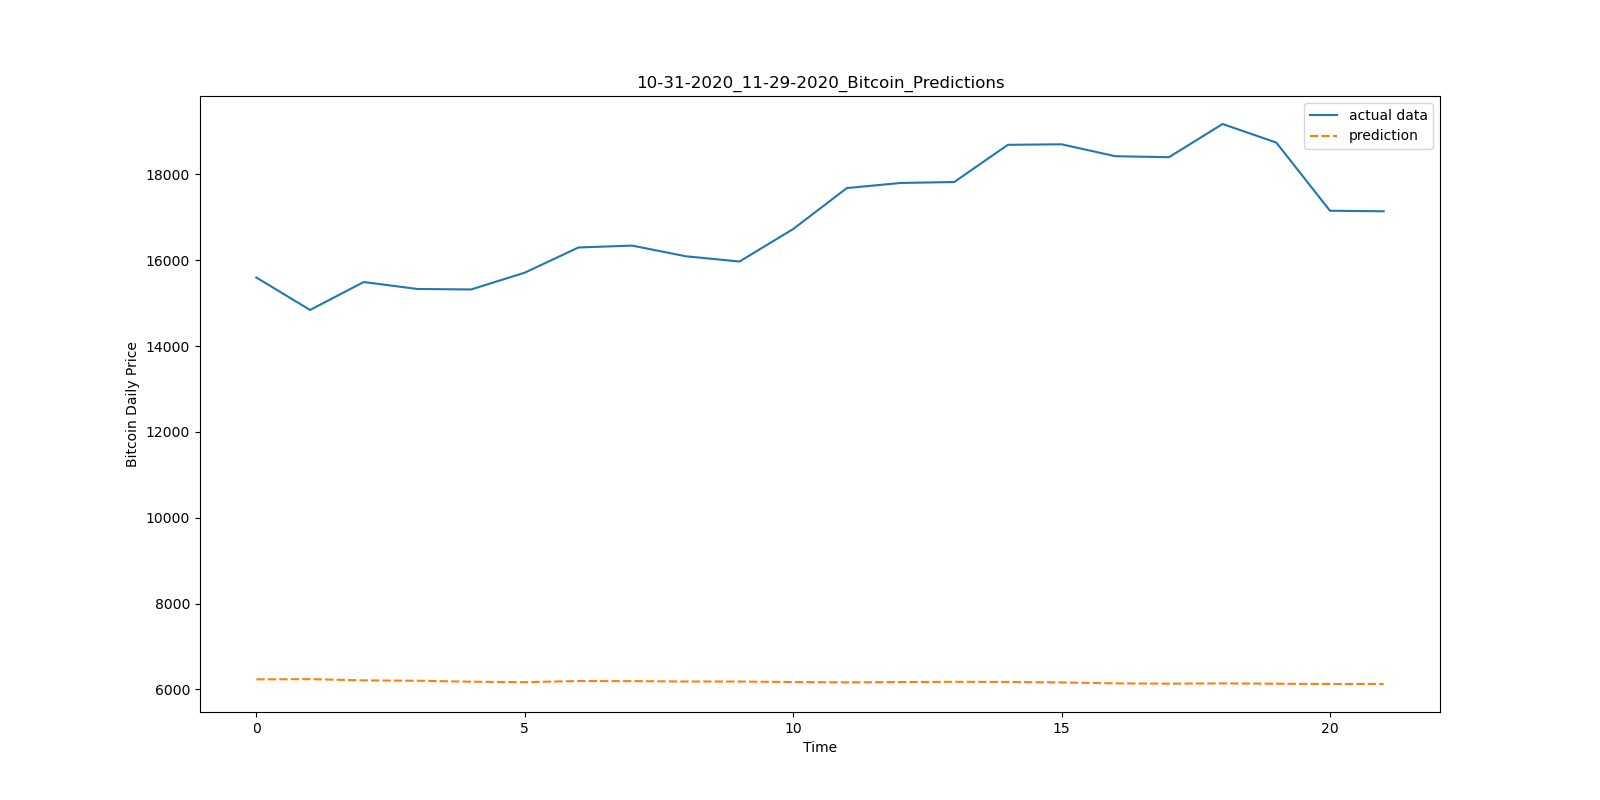 10-31-2020_11-29-2020_Bitcoin_Predictions
actual data
prediction
18000
16000
14000
12000
10000
8000
6000
Bitcoin Daily Price
0 5 10 15 20
Time